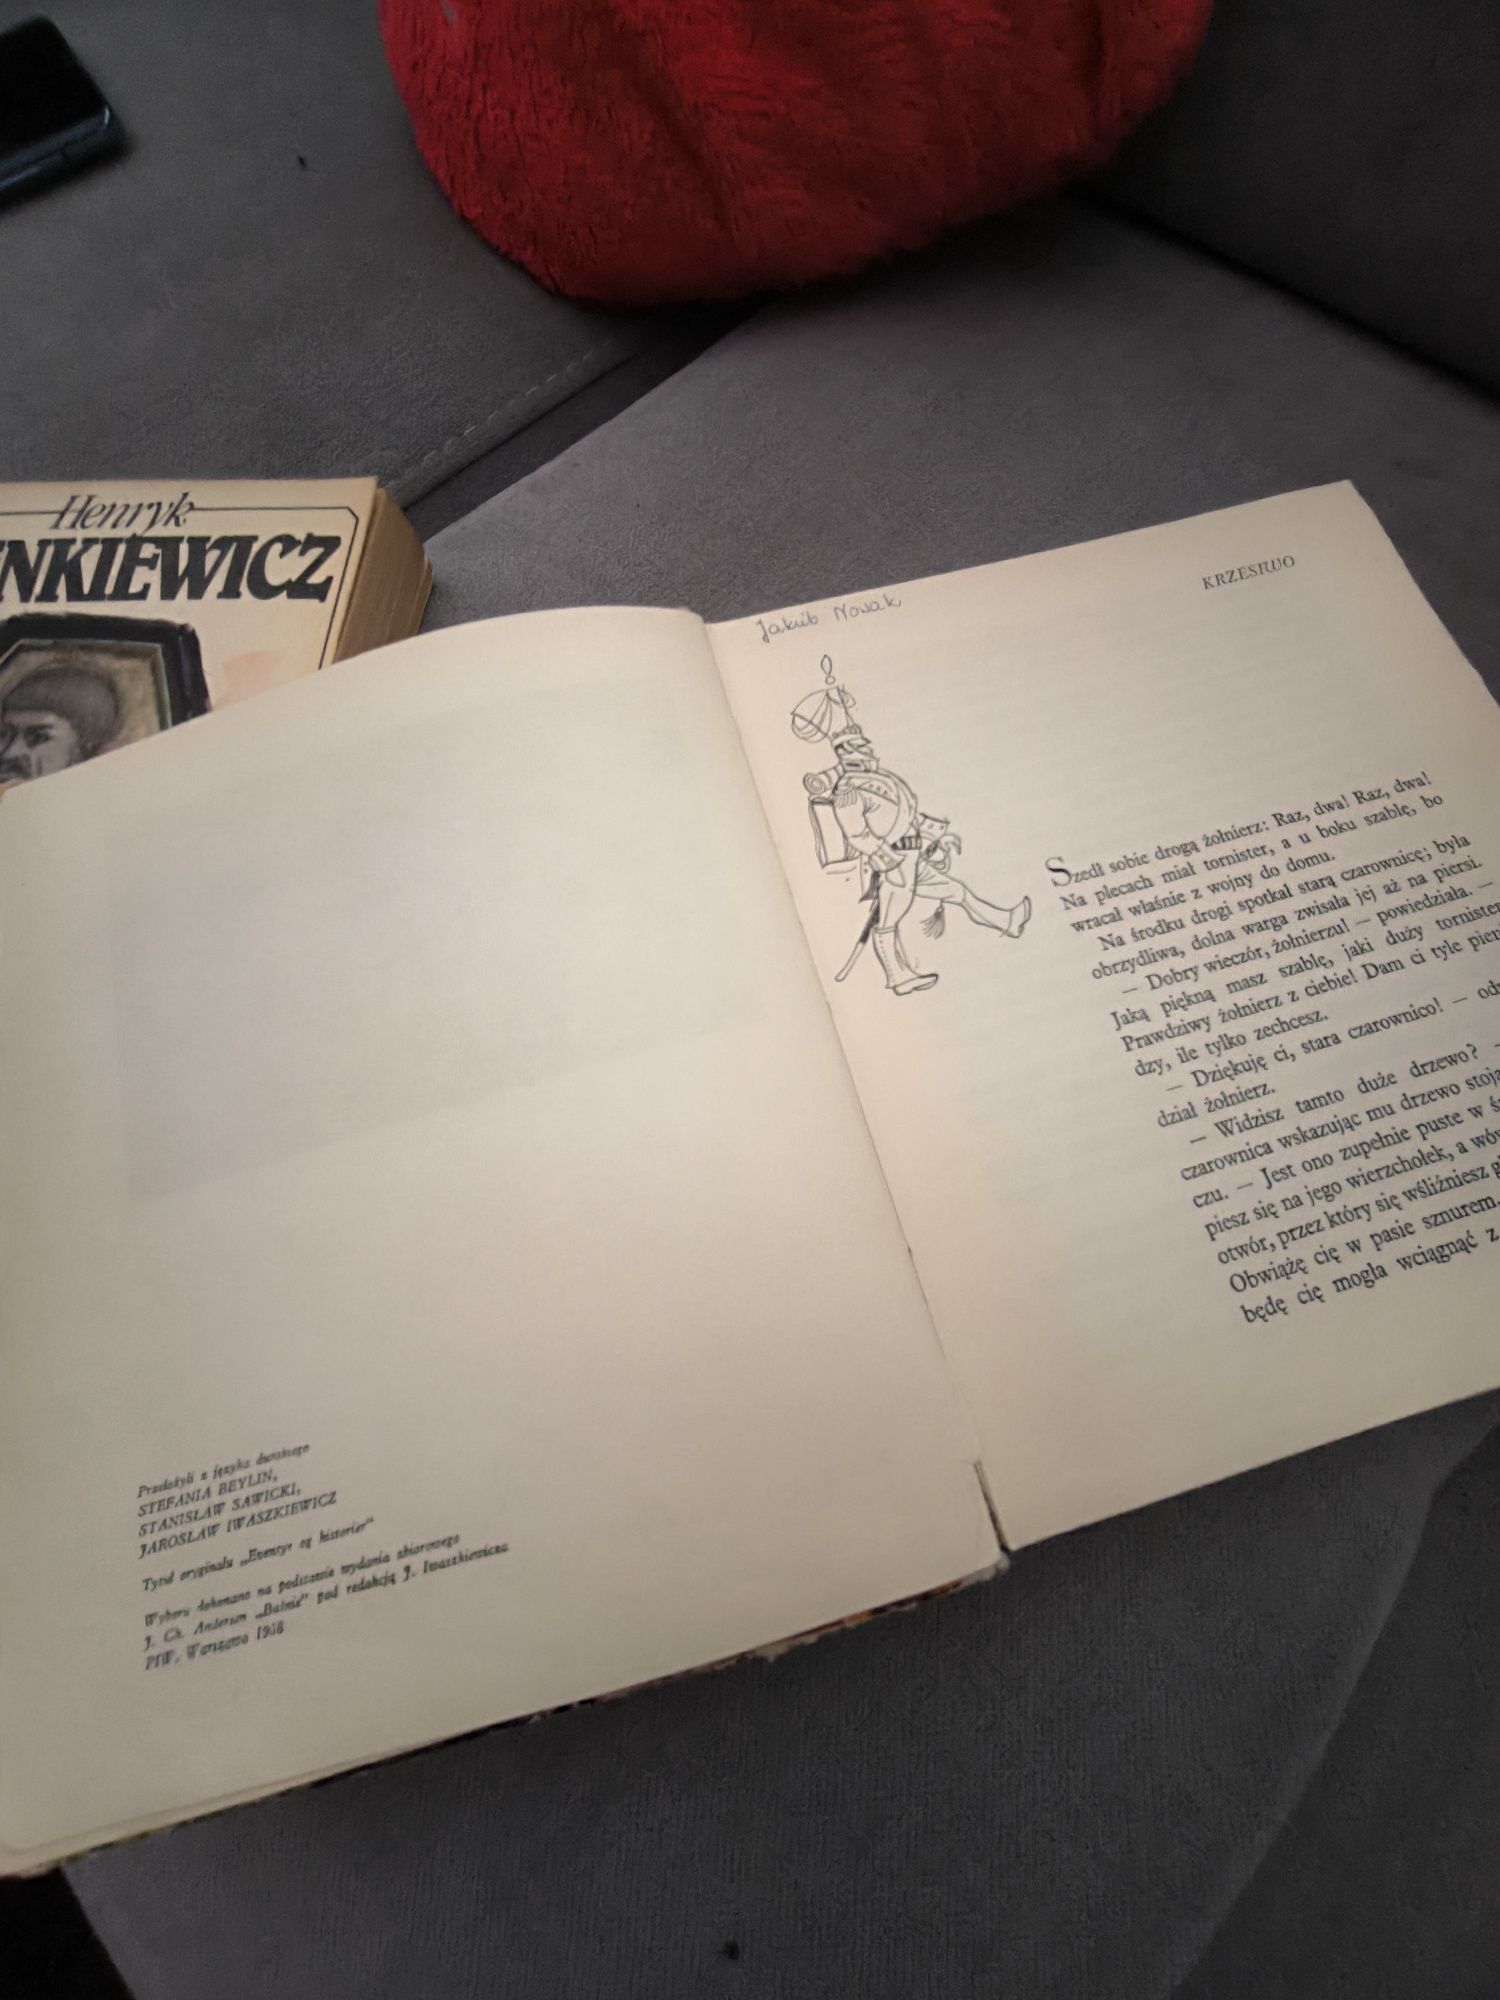 Henryk
NKIEWICZ
Przełożyli z języka duńskiego
STEFANIA BEYLIN,
STANISŁAW SAWICKI,
JAROSŁAW IWASZKIEWICZ
Tytuł oryginału „Eventyr og historier”
Wyboru dokonano na podstawie wydania zbiorowego
J. Ch. Andersen „Baśnie” pod redakcją J. Iwaszkiewicza
PIW, Warszawa
Jakub Nowak
KRZESIWO
Szedł sobie drogą żołnierz: Raz, dwa! Raz, dwa!
Na plecach miał tornister, a u boku szablę, bo
wracał właśnie z wojny do domu.
Na środku drogi spotkał starą czarownicę; była
obrzydliwa, dolna warga zwisała jej aż na piersi.
— Dobry wieczór, żołnierzu! — powiedziała. —
Jaką piękną masz szablę, jaki duży tornister
Prawdziwy żołnierz z ciebie! Dam ci tyle pien
dzy, ile tylko zechcesz.
— Dziękuję ci, stara czarownico! — od
dział żołnierz.
— Widzisz tamto duże drzewo? —
czarownica wskazując mu drzewo stoją
czu. — Jest ono zupełnie puste w ś
piesz się na jego wierzchołek, a wów
otwór, przez który się wśliźniesz g
Obwiążę cię w pasie sznurem,
będę cię mogła wciągnąć z